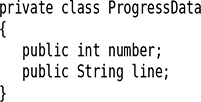 private class ProgressData
{
    public int number;
    public String line;
}